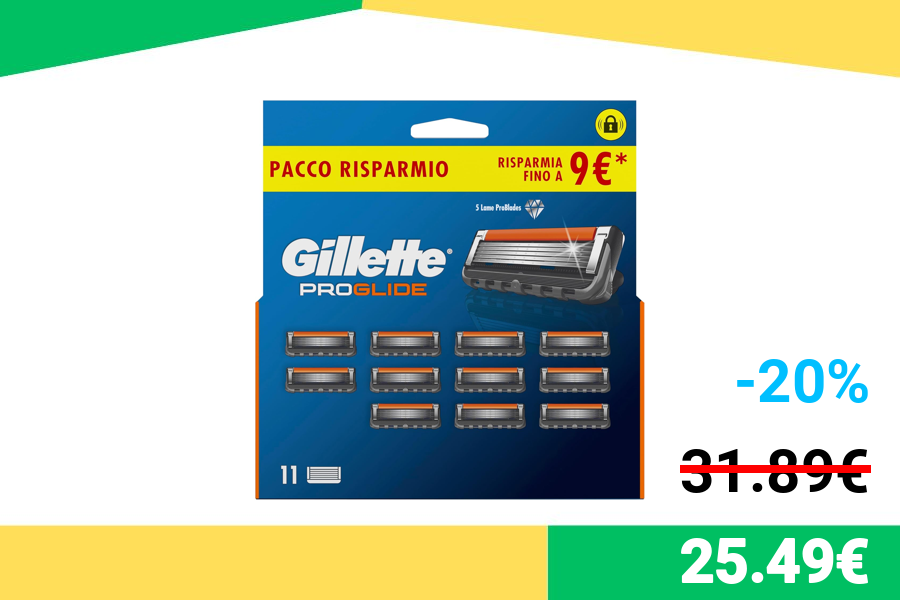 PACCO RISPARMIO
RISPARMIA
FINO A
9€*
5 Lame ProBlades
Gillette®
PROGLIDE
11
-20%
31.89€
25.49€